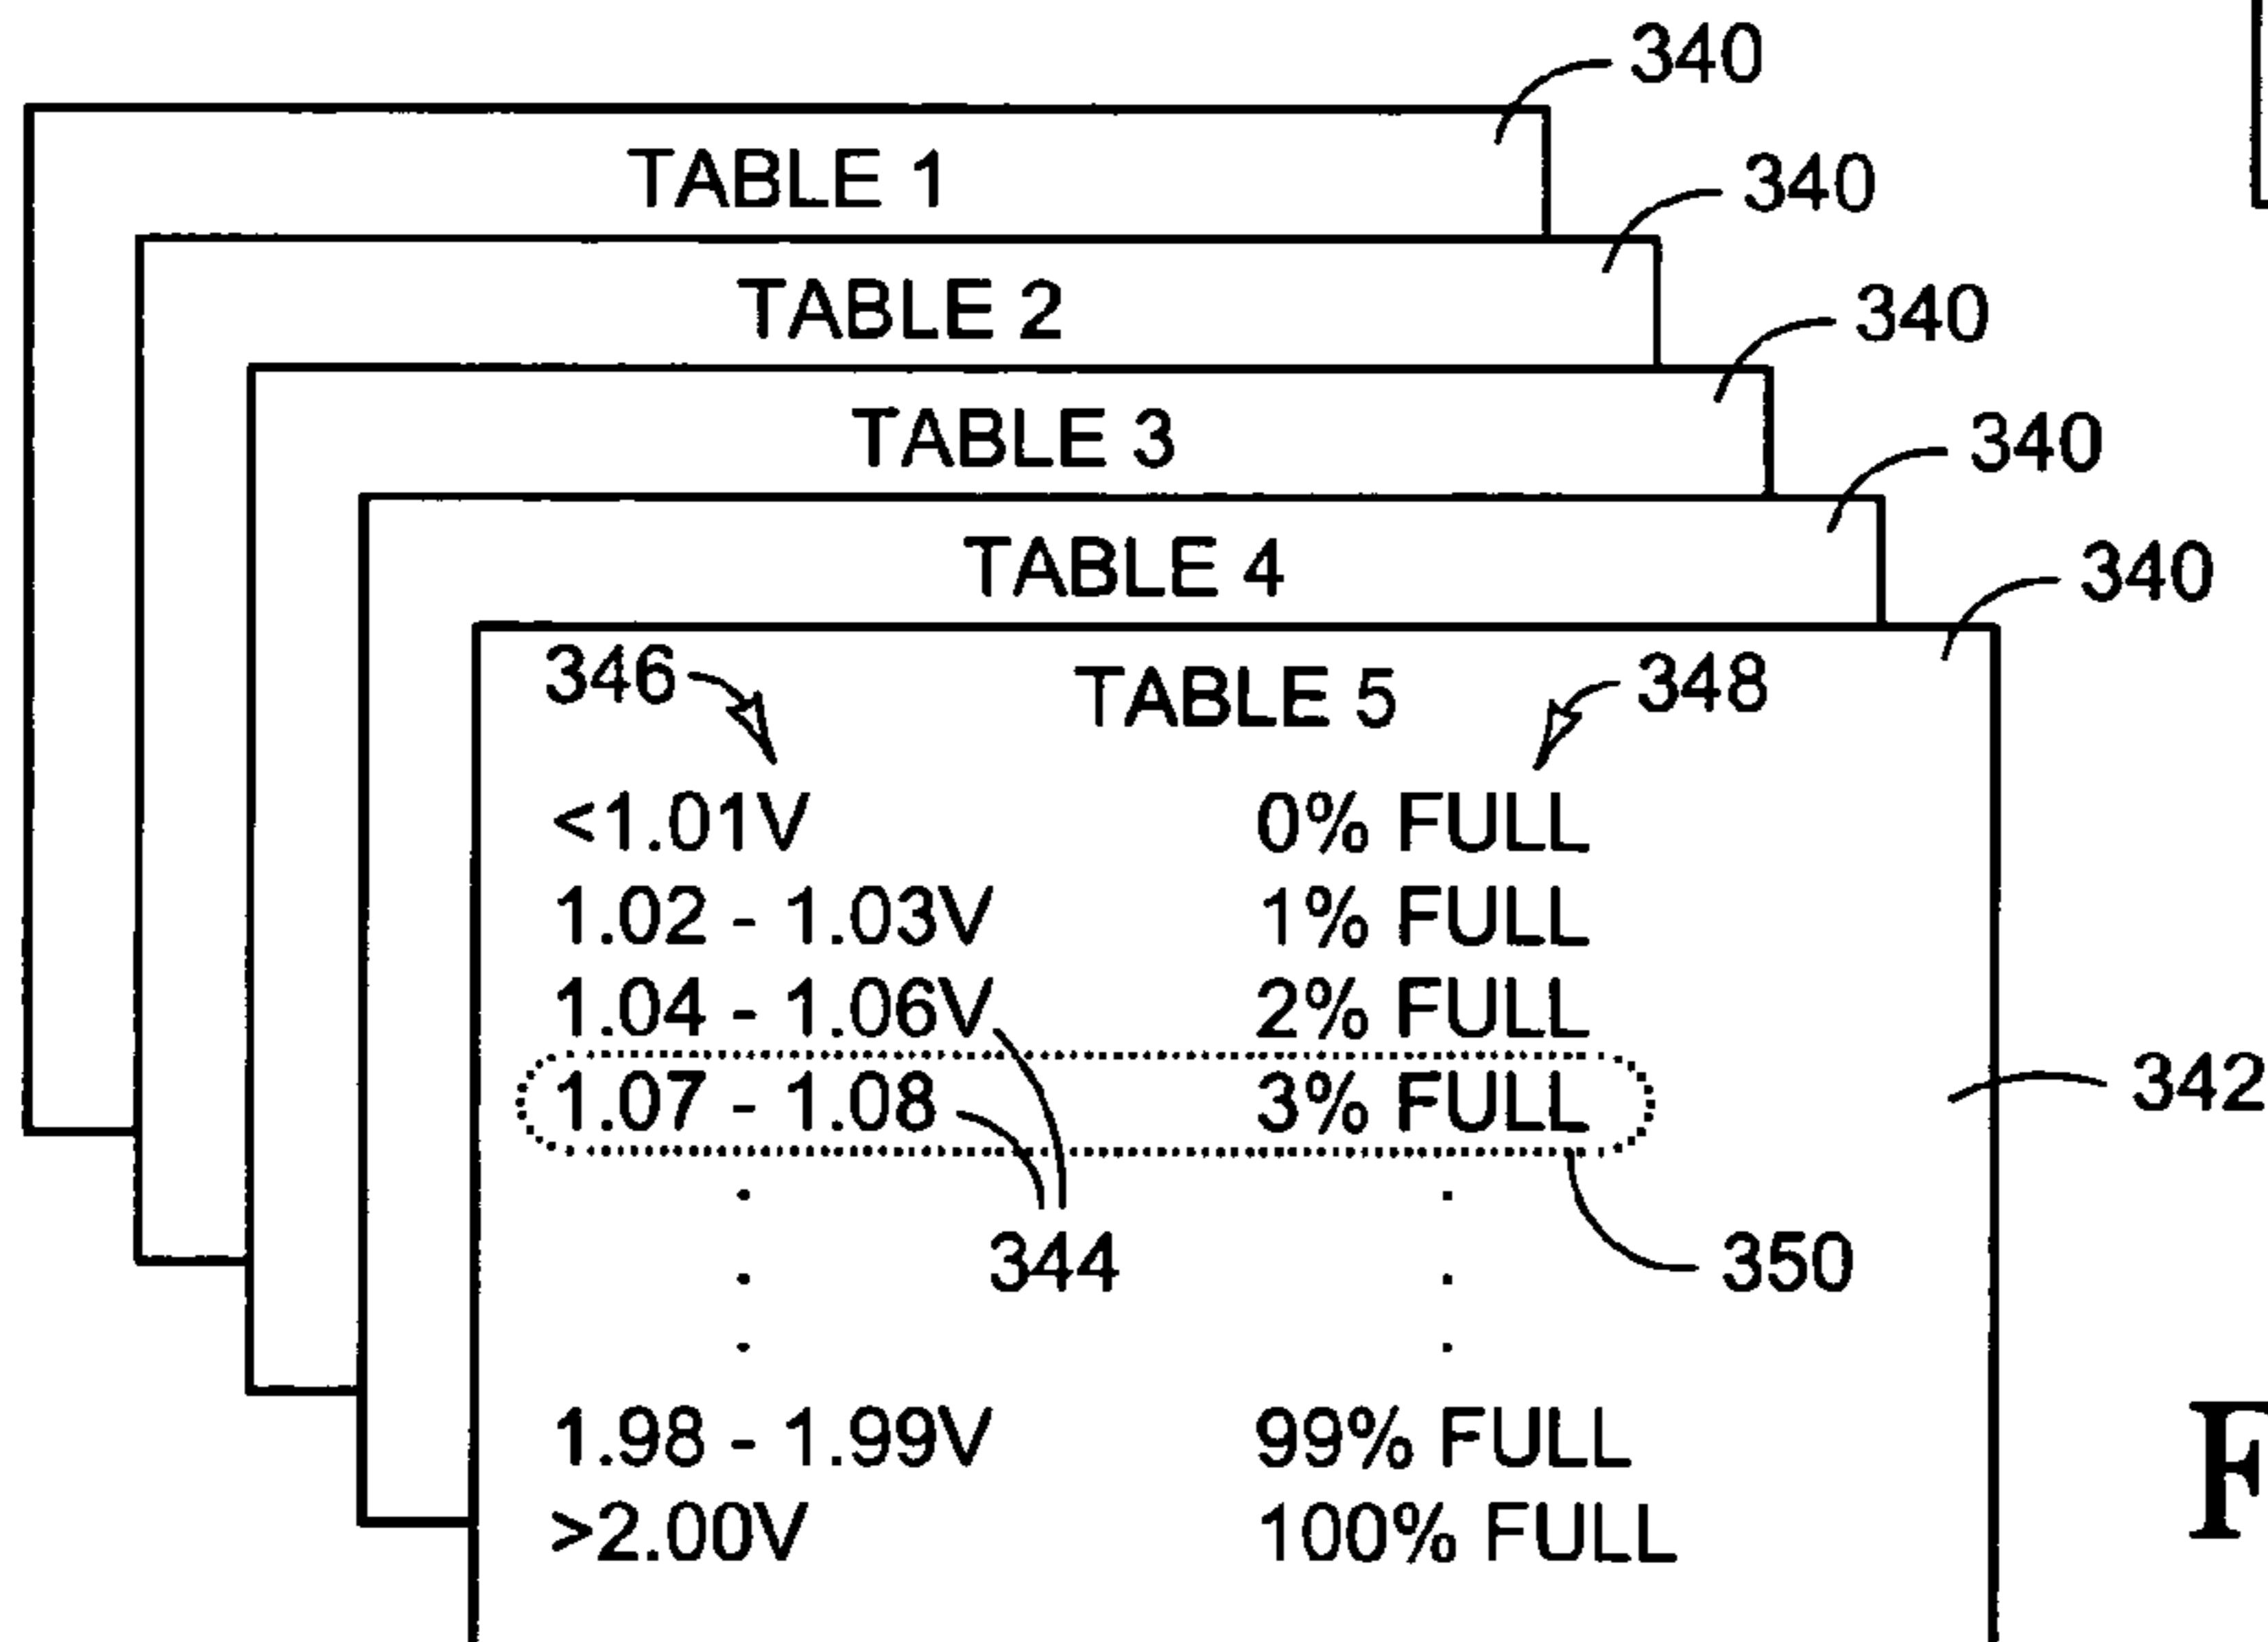 340
TABLE 1
340
TABLE 2
340
TABLE 3
340
TABLE 4
340
346 TABLE 5 348
<1.01V 0% FULL
1.02 - 1.03V 1% FULL
1.04 - 1.06V 2% FULL
1.07 - 1.08 3% FULL
342
.  .
344 350
.  .
.  .
1.98 - 1.99V 99% FULL
F
>2.00V 100% FULL